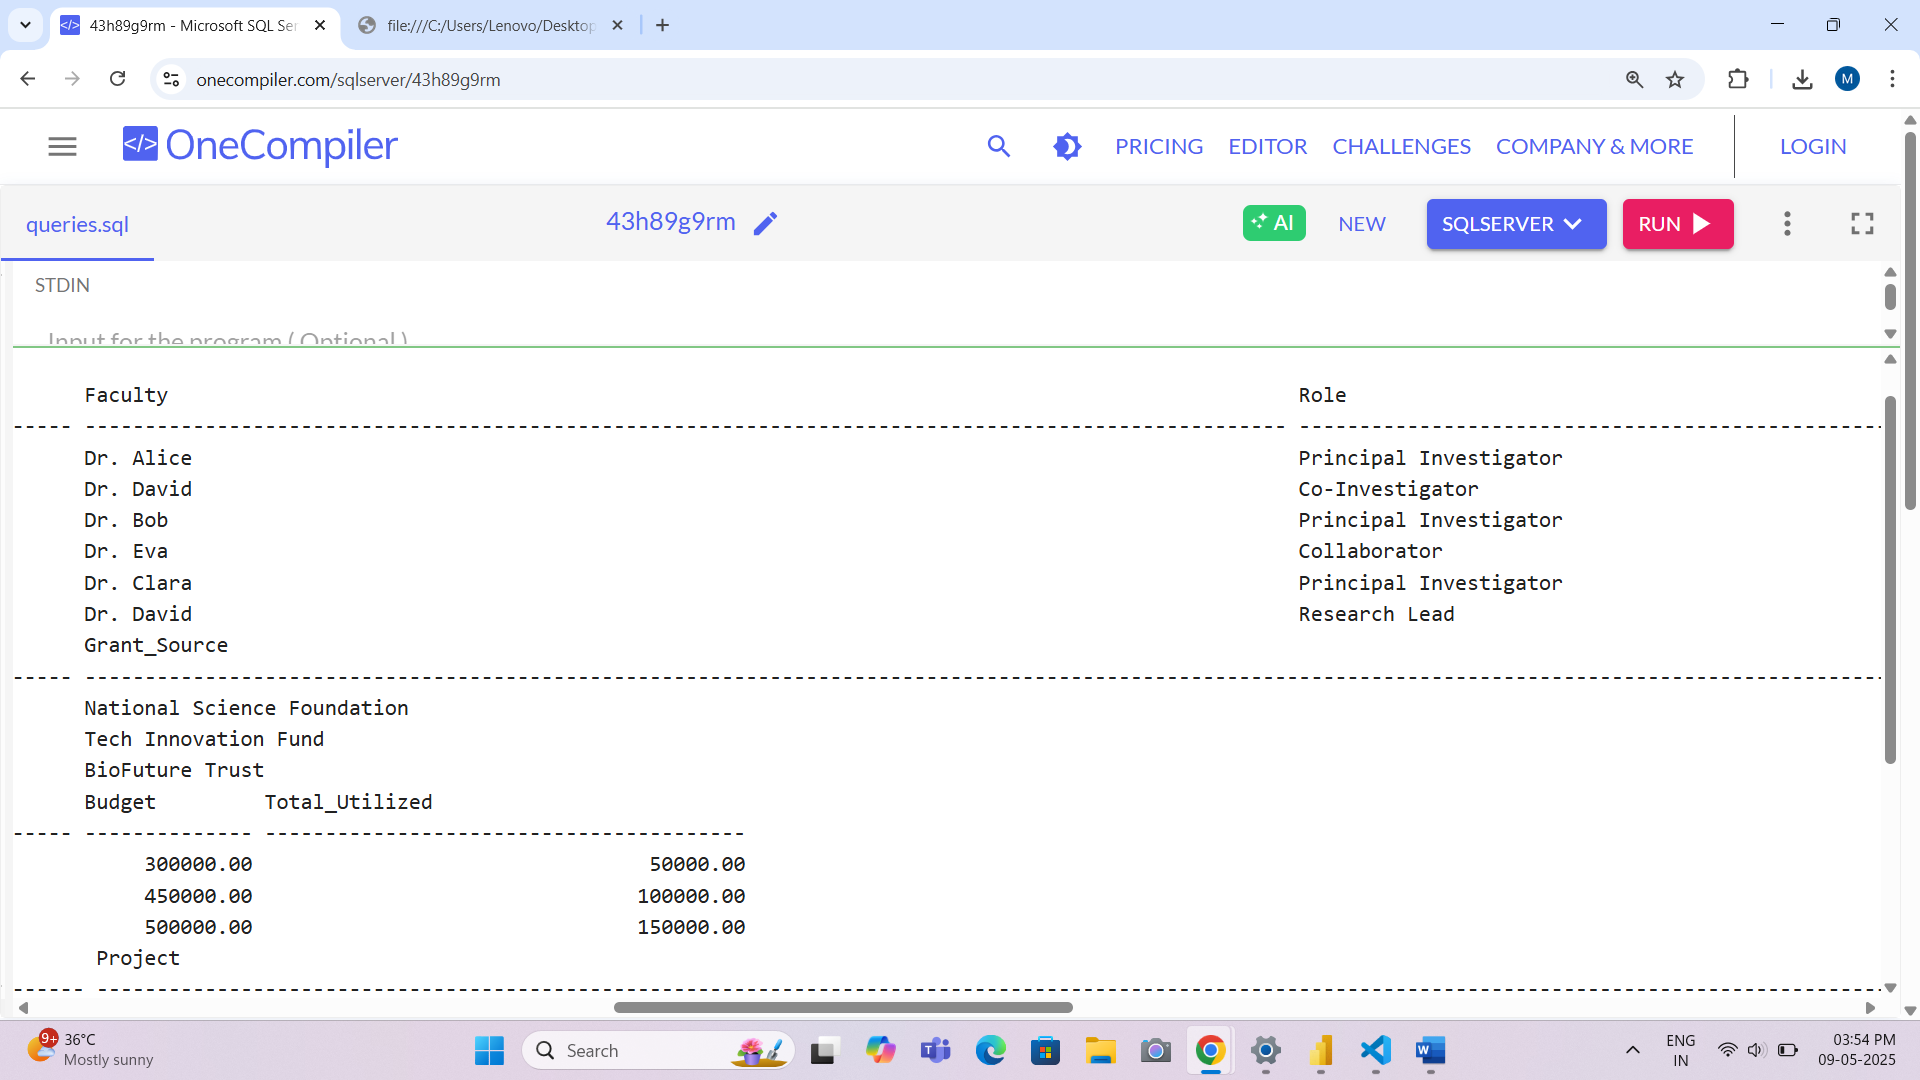 43h89g9rm - Microsoft SQL Ser
file:///C:/Users/Lenovo/Desktop
onecompiler.com/sqlserver/43h89g9rm
M
</> OneCompiler
PRICING
EDITOR
CHALLENGES
COMPANY & MORE
LOGIN
queries.sql
43h89g9rm
AI
NEW
SQLSERVER
RUN
STDIN
Input for the program ( Optional )
Faculty Role
----- ---------------------------------------------------------------------------------------------------- -------------------------------------------------
Dr. Alice Principal Investigator
Dr. David Co-Investigator
Dr. Bob Principal Investigator
Dr. Eva Collaborator
Dr. Clara Principal Investigator
Dr. David Research Lead
Grant_Source
----- ------------------------------------------------------------------------------------------------------------------------------------------------------
National Science Foundation
Tech Innovation Fund
BioFuture Trust
Budget Total_Utilized
----- -------------- ----------------------------------------
300000.00 50000.00
450000.00 100000.00
500000.00 150000.00
Project
------ -----------------------------------------------------------------------------------------------------------------------------------------------------
9+
36°C
Mostly sunny
Search
ENG
IN
03:54 PM
09-05-2025